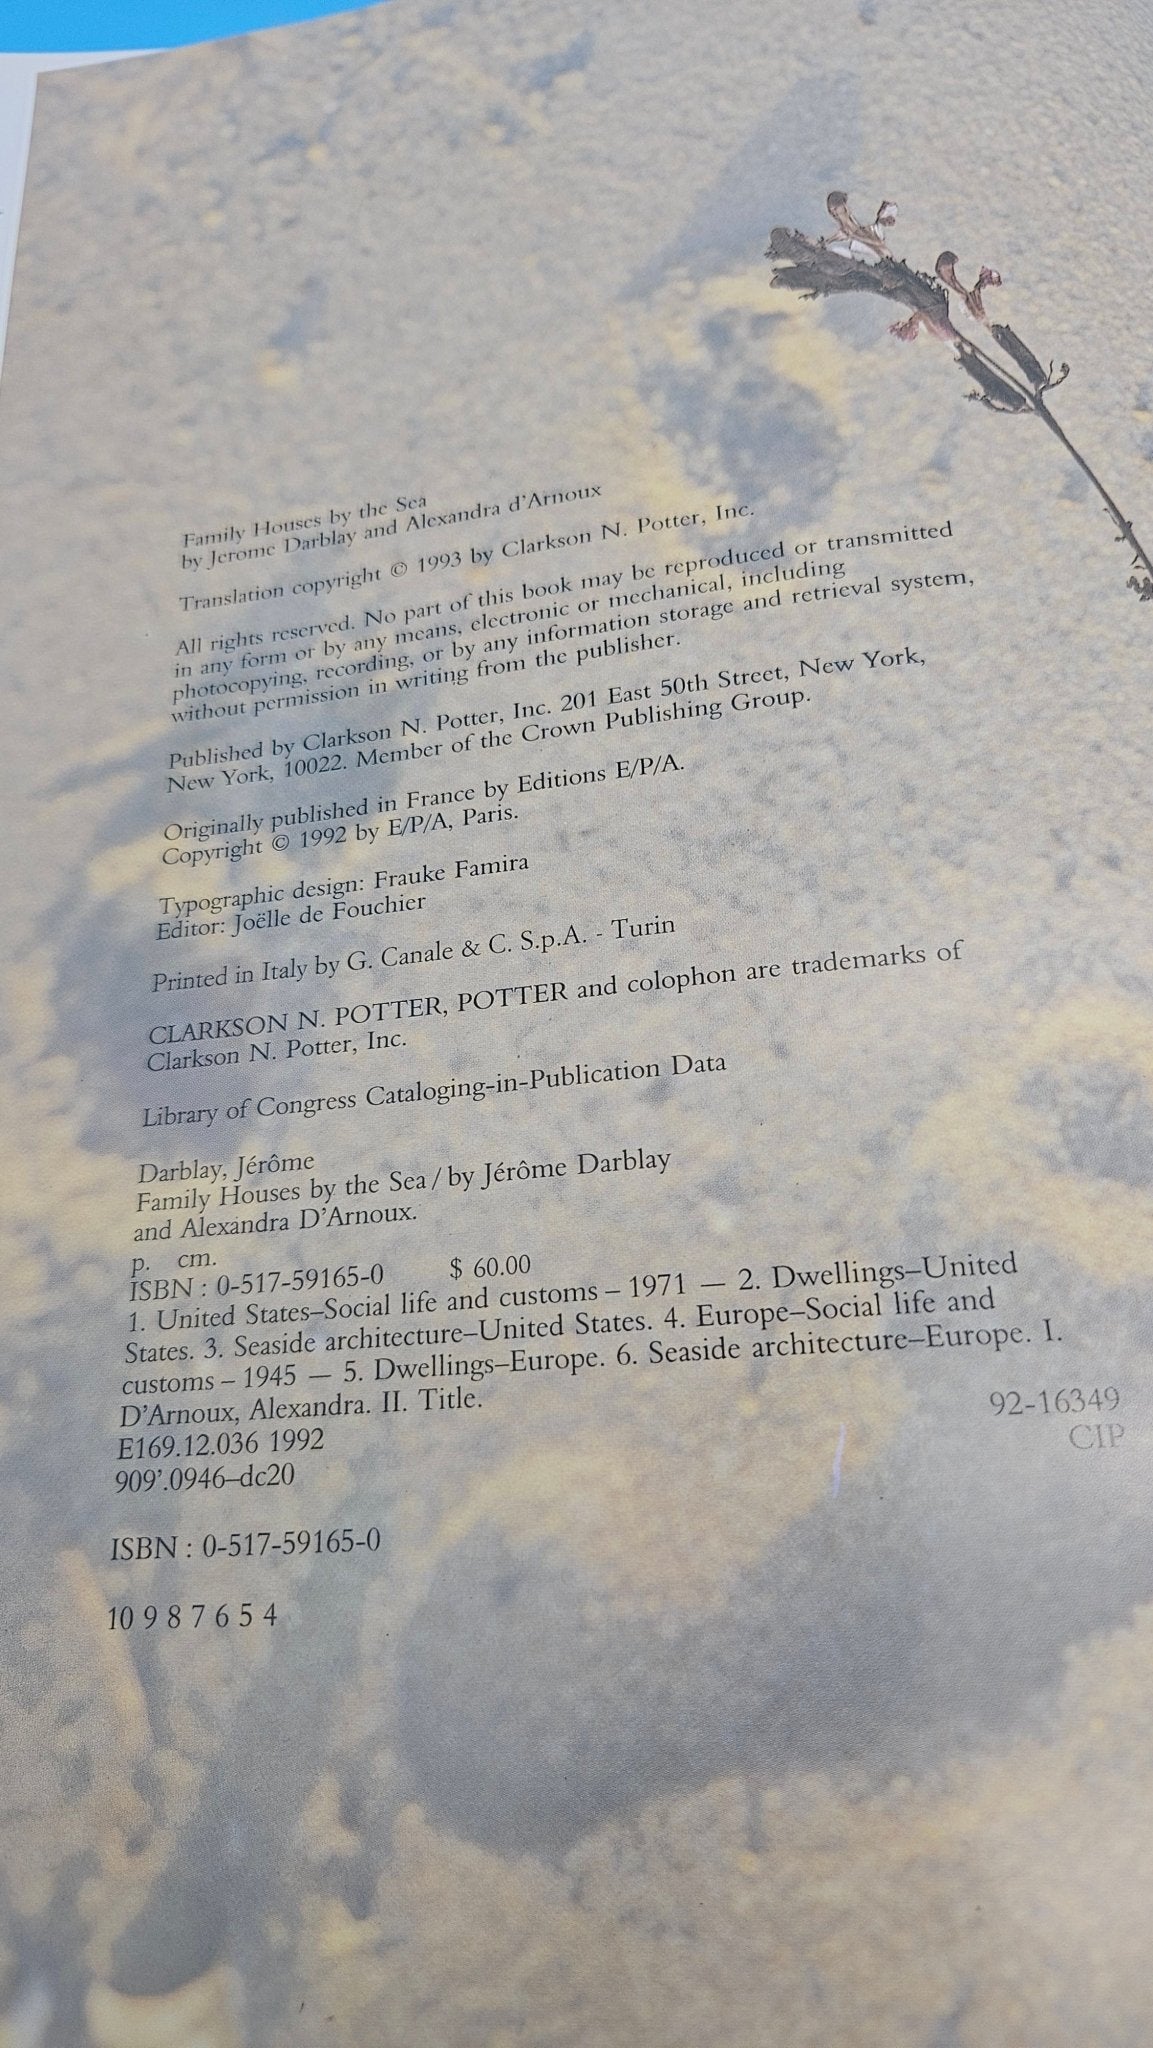 Family Houses by the Sea
by Jerome Darblay and Alexandra d'Arnoux
Translation copyright © 1993 by Clarkson N. Potter, Inc.
All rights reserved. No part of this book may be reproduced or transmitted
in any form or by any means, electronic or mechanical, including
photocopying, recording, or by any information storage and retrieval system,
without permission in writing from the publisher.
Published by Clarkson N. Potter, Inc. 201 East 50th Street, New York,
New York, 10022. Member of the Crown Publishing Group.
Originally published in France by Editions E/P/A.
Copyright © 1992 by E/P/A, Paris.
Typographic design: Frauke Famira
Editor: Joëlle de Fouchier
Printed in Italy by G. Canale & C. S.p.A. - Turin
CLARKSON N. POTTER, POTTER and colophon are trademarks of
Clarkson N. Potter, Inc.
Library of Congress Cataloging-in-Publication Data
Darblay, Jérôme
Family Houses by the Sea / by Jérôme Darblay
and Alexandra D'Arnoux.
p. cm.
ISBN : 0-517-59165-0 $ 60.00
1. United States–Social life and customs – 1971 — 2. Dwellings–United
States. 3. Seaside architecture–United States. 4. Europe–Social life and
customs – 1945 — 5. Dwellings–Europe. 6. Seaside architecture–Europe. I.
D'Arnoux, Alexandra. II. Title.
E169.12.036 1992
909'.0946–dc20
92-16349
CIP
ISBN : 0-517-59165-0
10 9 8 7 6 5 4